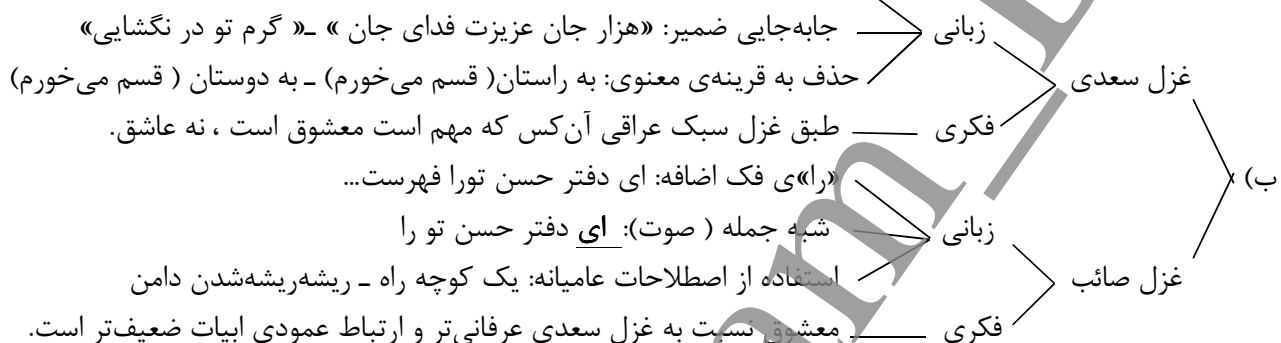 زبانی
جابه‌جایی ضمیر: «هزار جان عزیزت فدای جان » ـ« گرم تو در نگشایی»
غزل سعدی
حذف به قرینه‌ی معنوی: به راستان( قسم می‌خورم) ـ به دوستان ( قسم می‌خورم)
فکری
طبق غزل سبک عراقی آن‌کس که مهم است معشوق است ، نه عاشق.
ب)
«را»ی فک اضافه: ای دفتر حسن تورا فهرست...
زبانی
شبه جمله ( صوت): ای دفتر حسن تو را
غزل صائب
استفاده از اصطلاحات عامیانه: یک کوچه راه ـ ریشه‌ریشه‌شدن دامن
فکری
معشوق نسبت به غزل سعدی عرفانی‌تر و ارتباط عمودی ابیات ضعیف‌تر است.